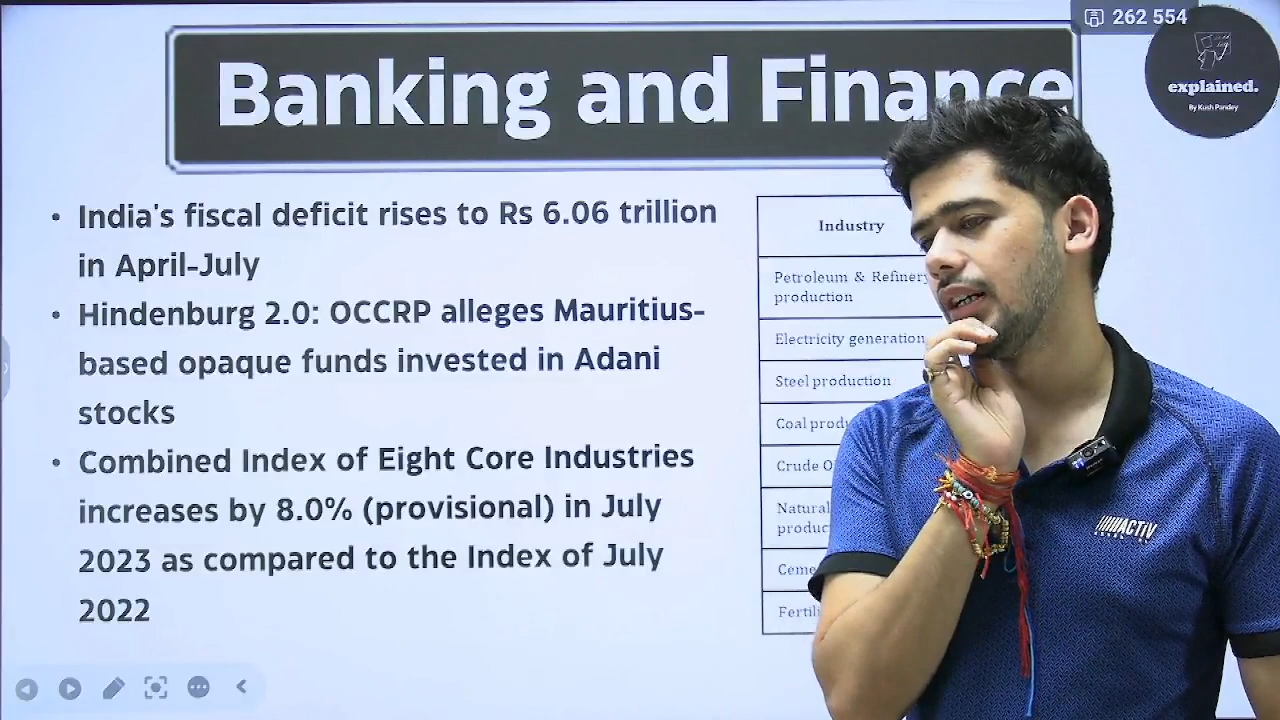 262 554
Banking and Finance
explained.
By Kush Pandey
• India's fiscal deficit rises to Rs 6.06 trillion
in April-July
• Hindenburg 2.0: OCCRP alleges Mauritius-
based opaque funds invested in Adani
stocks
• Combined Index of Eight Core Industries
increases by 8.0% (provisional) in July
2023 as compared to the Index of July
2022
Industry
Petroleum & Refinery
production
Electricity generation
Steel production
Coal
Crude
Natural
ACTIV